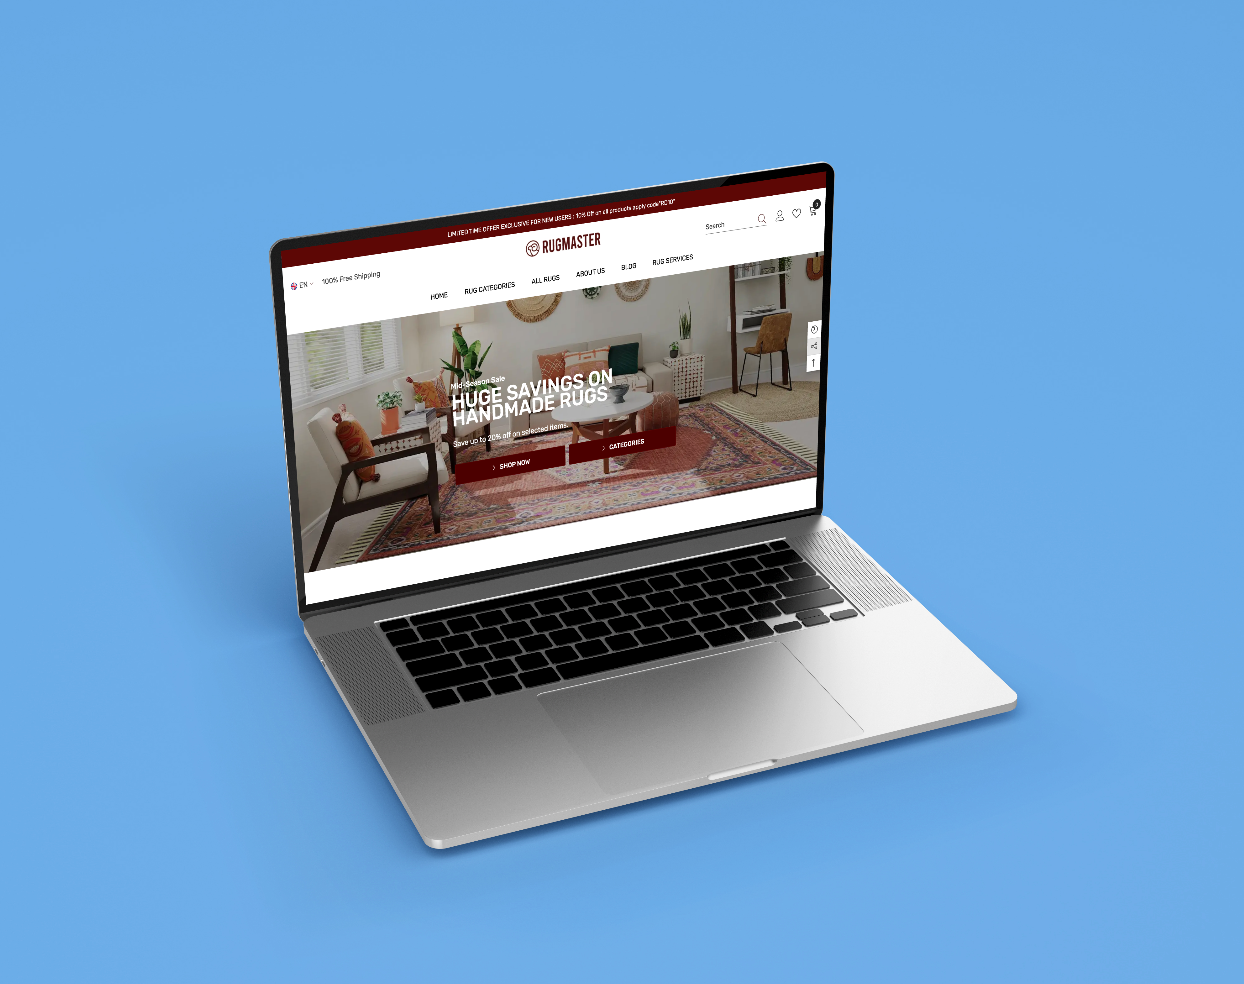 LIMITED TIME OFFER EXCLUSIVE FOR NEW USERS : 10% Off on all products apply code"RD10"
EN
100% Free Shipping
RUGMASTER
Search
HOME
RUG CATEGORIES
ALL RUGS
ABOUT US
BLOG
RUG SERVICES
Mid-Season Sale
HUGE SAVINGS ON
HANDMADE RUGS
Save up to 20% off on selected items.
SHOP NOW
CATEGORIES